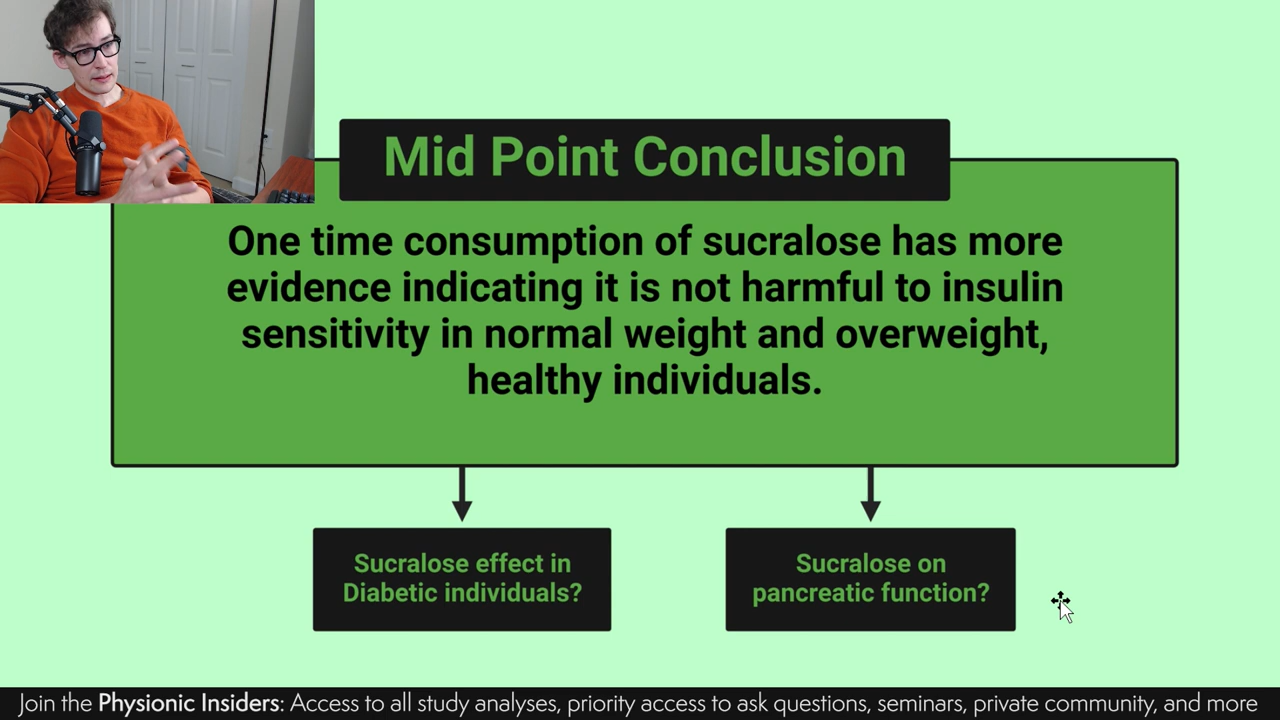 Mid Point Conclusion
One time consumption of sucralose has more
evidence indicating it is not harmful to insulin
sensitivity in normal weight and overweight,
healthy individuals.
Sucralose effect in
Diabetic individuals?
Sucralose on
pancreatic function?
Join the Physionic Insiders: Access to all study analyses, priority access to ask questions, seminars, private community, and more